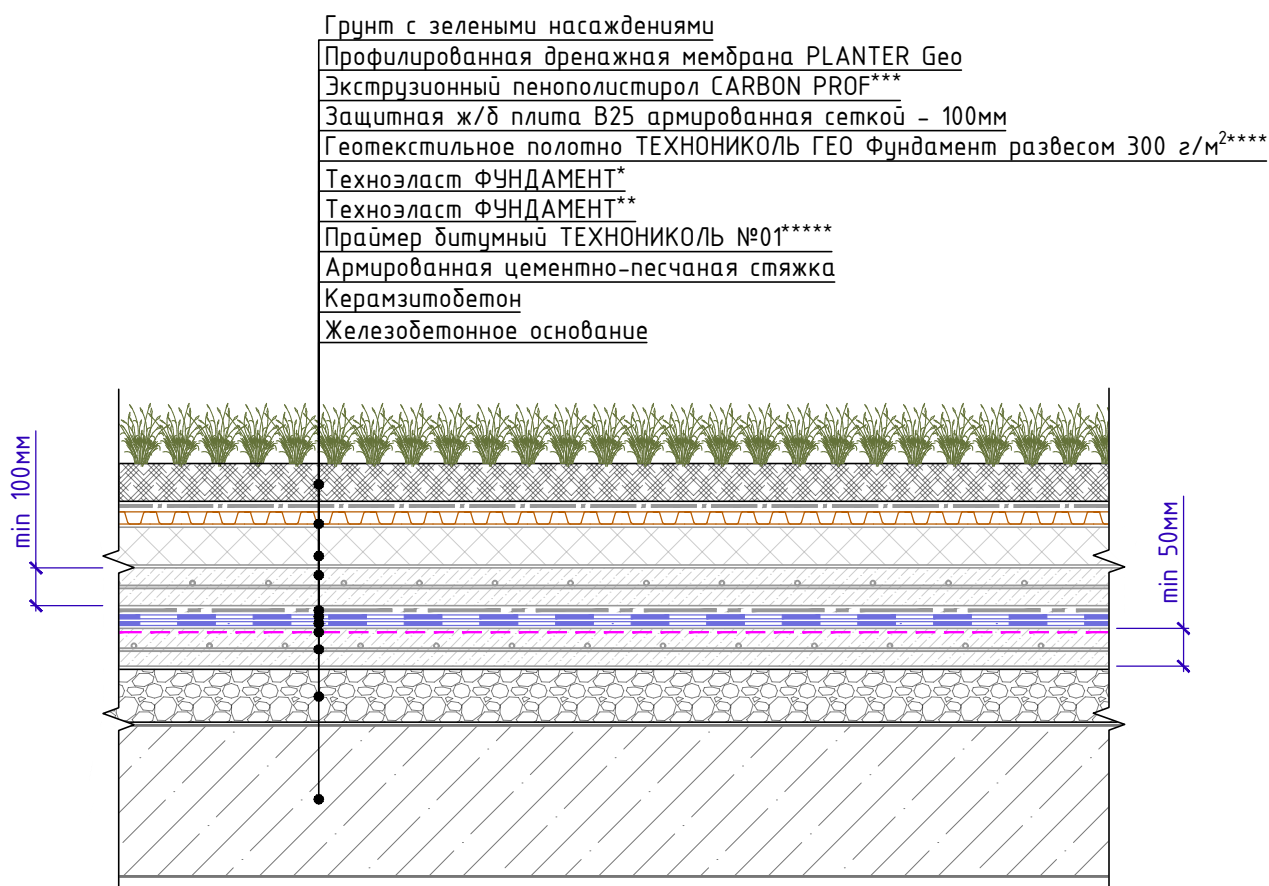 Грунт с зелеными насаждениями
Профилированная дренажная мембрана PLANTER Geo
Экструзионный пенополистирол CARBON PROF***
Защитная ж/б плита В25 армированная сеткой - 100мм
Геотекстильное полотно ТЕХНОНИКОЛЬ ГЕО Фундамент развесом 300 г/м²****
Техноэласт ФУНДАМЕНТ*
Техноэласт ФУНДАМЕНТ**
Праймер битумный ТЕХНОНИКОЛЬ №01*****
Армированная цементно-песчаная стяжка
Керамзитобетон
Железобетонное основание
min 100мм
min 50мм